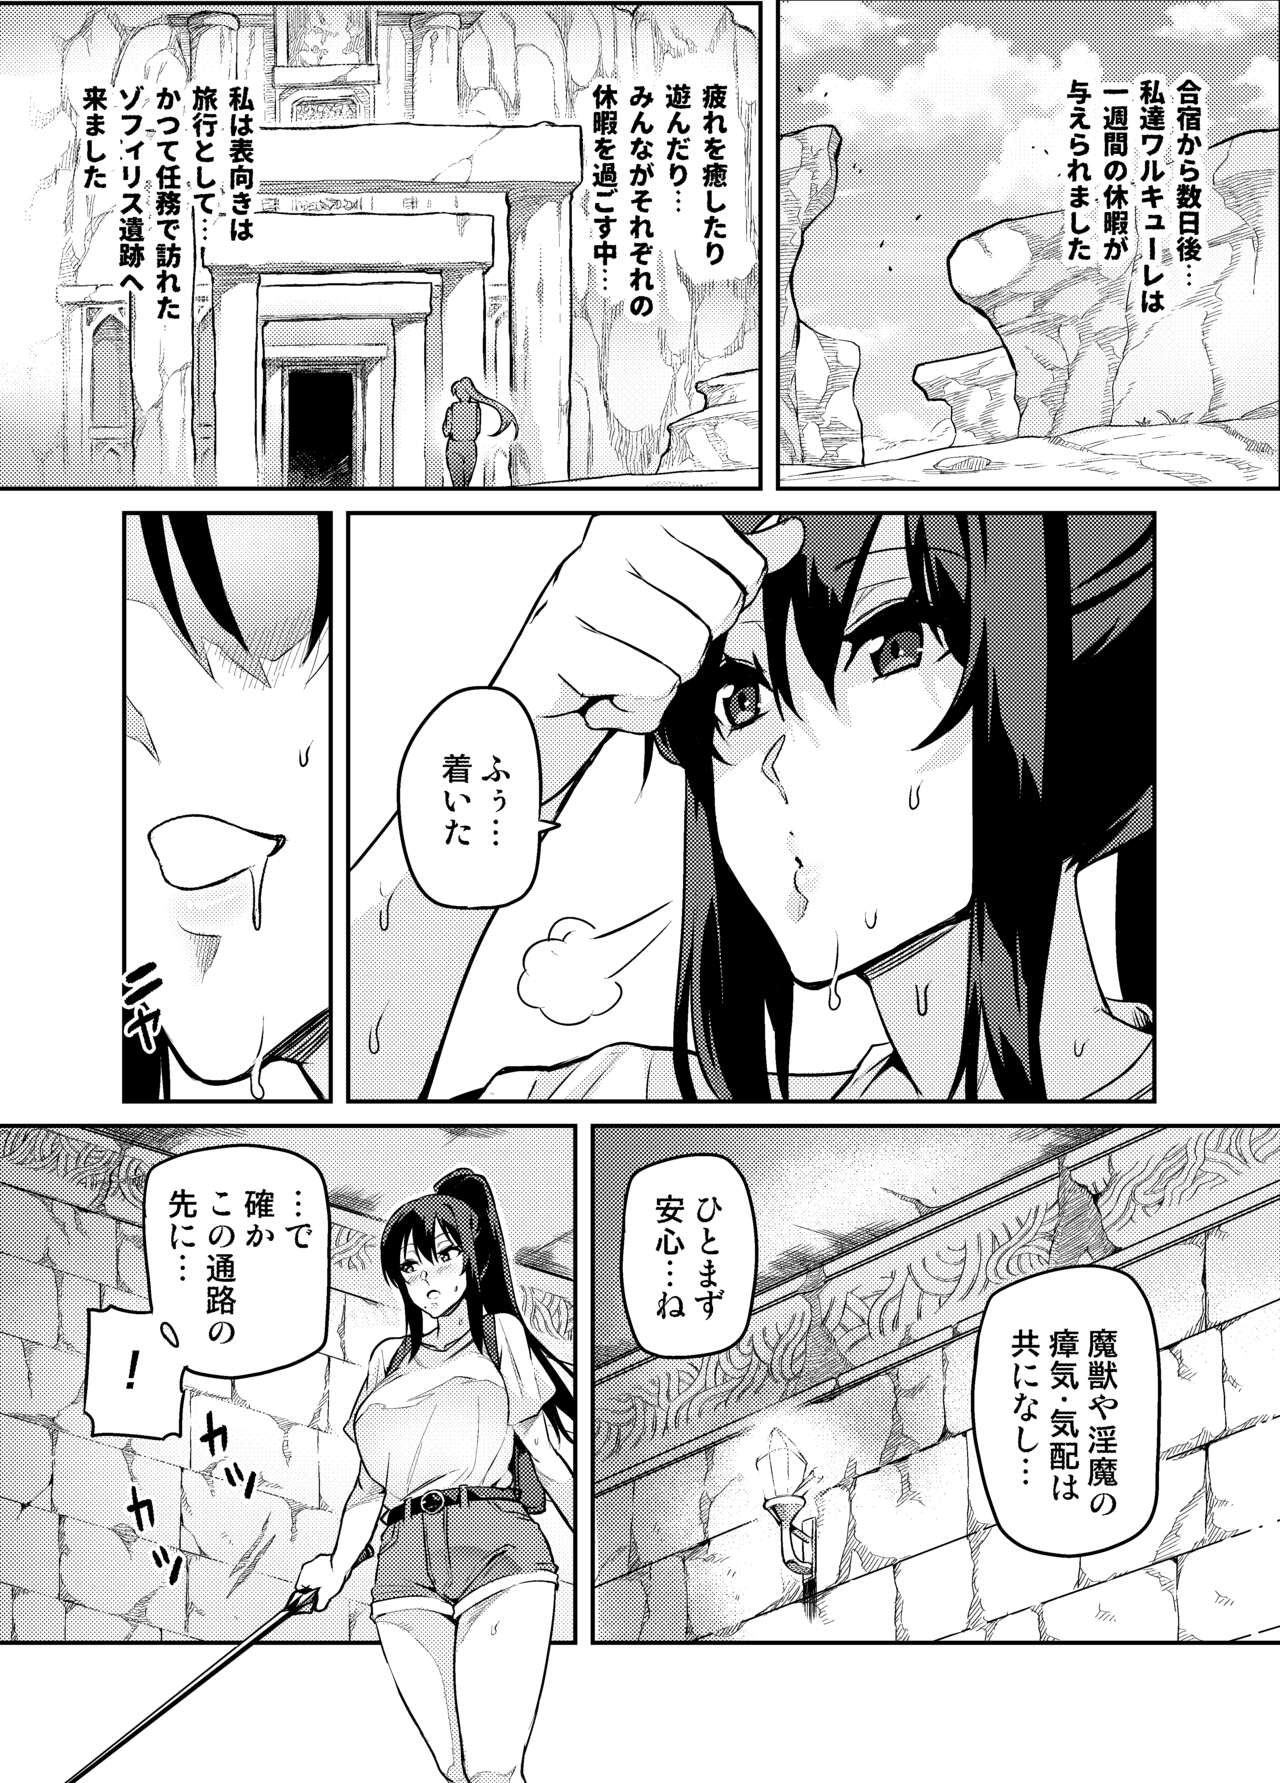 合宿から数日後…
私達ワルキューレは
一週間の休暇が
与えられました
疲れを癒したり
遊んだり…
みんながそれぞれの
休暇を過ごす中…
私は表向きは
旅行として…
かつて任務で訪れた
ゾフィリス遺跡へ
来ました
ふぅ…
着いた
ニャ
魔獣や淫魔の
瘴気・気配は
共になし…
ひとまず
安心…ね
…で
確か
この通路の
先に…
！
カッ
カッ